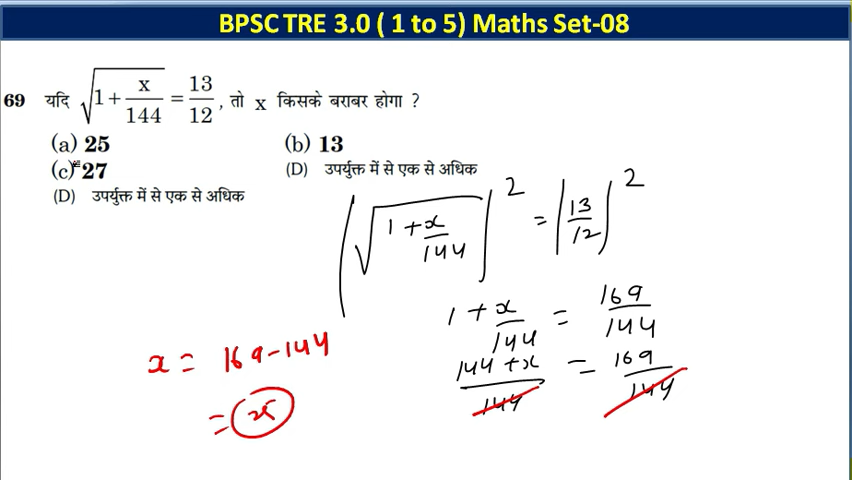 BPSC TRE 3.0 ( 1 to 5) Maths Set-08
69 यदि √(1 + x/144) = 13/12, तो x किसके बराबर होगा ?
(a) 25 (b) 13
(c) 27 (D) उपर्युक्त में से एक से अधिक
(D) उपर्युक्त में से एक से अधिक
(√(1 + x/144))² = (13/12)²
1 + x/144 = 169/144
(144 + x)/144 = 169/144
x = 169 - 144
= 25